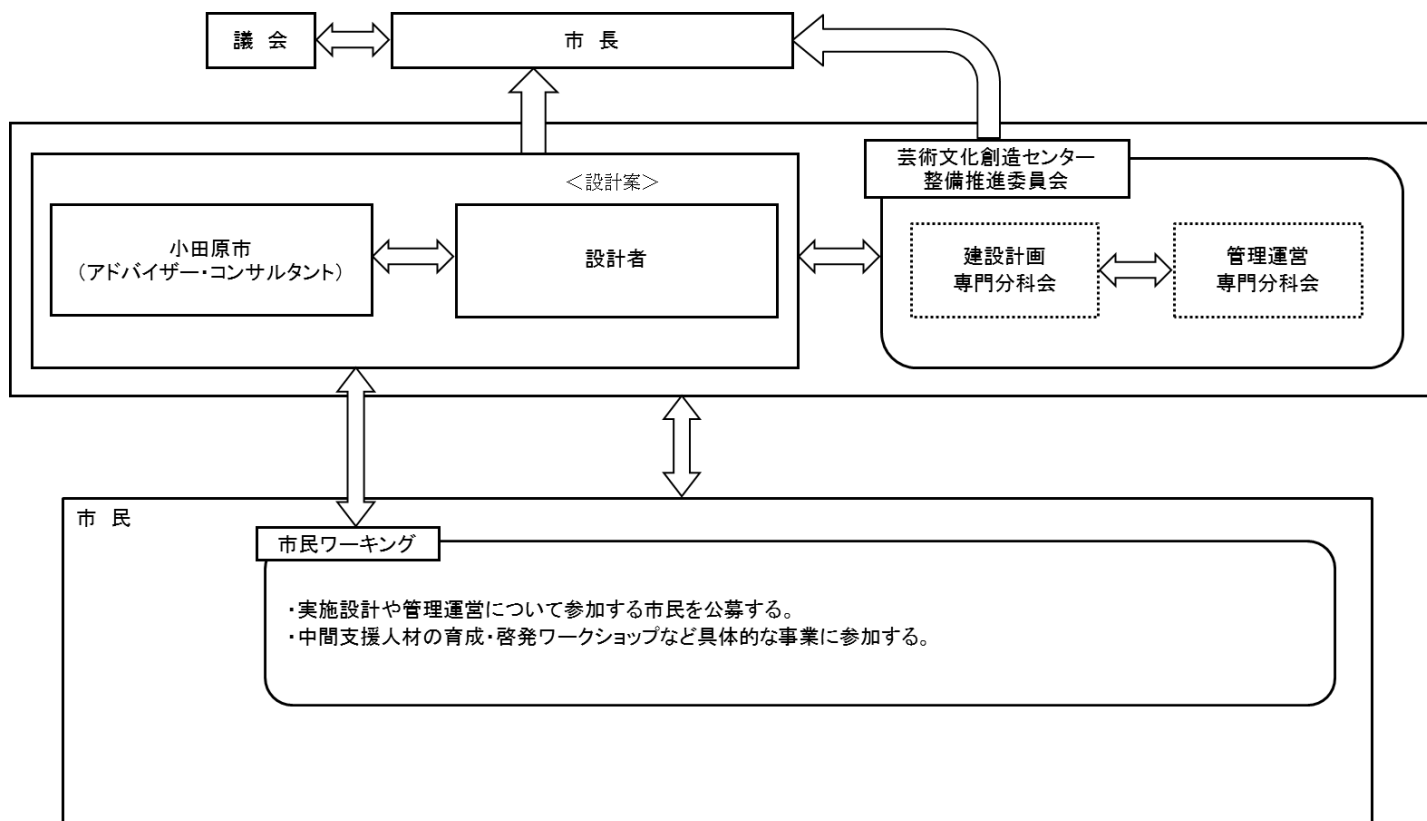 議 会
市 長
芸術文化創造センター
整備推進委員会
＜設計案＞
小田原市
（アドバイザー・コンサルタント）
設計者
建設計画
専門分科会
管理運営
専門分科会
市 民
市民ワーキング
・実施設計や管理運営について参加する市民を公募する。
・中間支援人材の育成・啓発ワークショップなど具体的な事業に参加する。